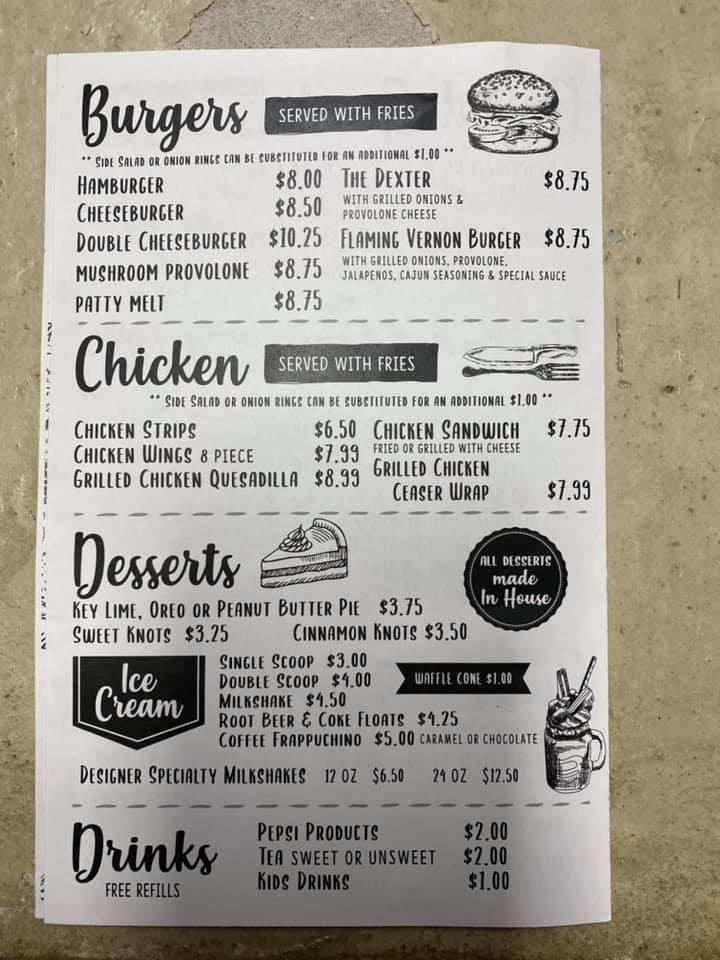 Burgers SERVED WITH FRIES
** SIDE SALAD OR ONION RINGS CAN BE SUBSTITUTED FOR AN ADDITIONAL $1.00 **
HAMBURGER $8.00
CHEESEBURGER $8.50
DOUBLE CHEESEBURGER $10.25
MUSHROOM PROVOLONE $8.75
PATTY MELT $8.75
THE DEXTER $8.75
WITH GRILLED ONIONS &
PROVOLONE CHEESE
FLAMING VERNON BURGER $8.75
WITH GRILLED ONIONS, PROVOLONE,
JALAPENOS, CAJUN SEASONING & SPECIAL SAUCE
Chicken SERVED WITH FRIES
** SIDE SALAD OR ONION RINGS CAN BE SUBSTITUTED FOR AN ADDITIONAL $1.00 **
CHICKEN STRIPS $6.50
CHICKEN WINGS 8 PIECE $7.99
GRILLED CHICKEN QUESADILLA $8.99
CHICKEN SANDWICH $7.75
FRIED OR GRILLED WITH CHEESE
GRILLED CHICKEN
CEASER WRAP $7.99
Desserts
ALL DESSERTS
made
In House
KEY LIME, OREO OR PEANUT BUTTER PIE $3.75
SWEET KNOTS $3.25 CINNAMON KNOTS $3.50
Ice
Cream
SINGLE SCOOP $3.00
DOUBLE SCOOP $4.00
MILKSHAKE $4.50
ROOT BEER & COKE FLOATS $4.25
COFFEE FRAPPUCHINO $5.00 CARAMEL OR CHOCOLATE
WAFFLE CONE $1.00
DESIGNER SPECIALTY MILKSHAKES 12 OZ $6.50 24 OZ $12.50
Drinks
FREE REFILLS
PEPSI PRODUCTS $2.00
TEA SWEET OR UNSWEET $2.00
KIDS DRINKS $1.00